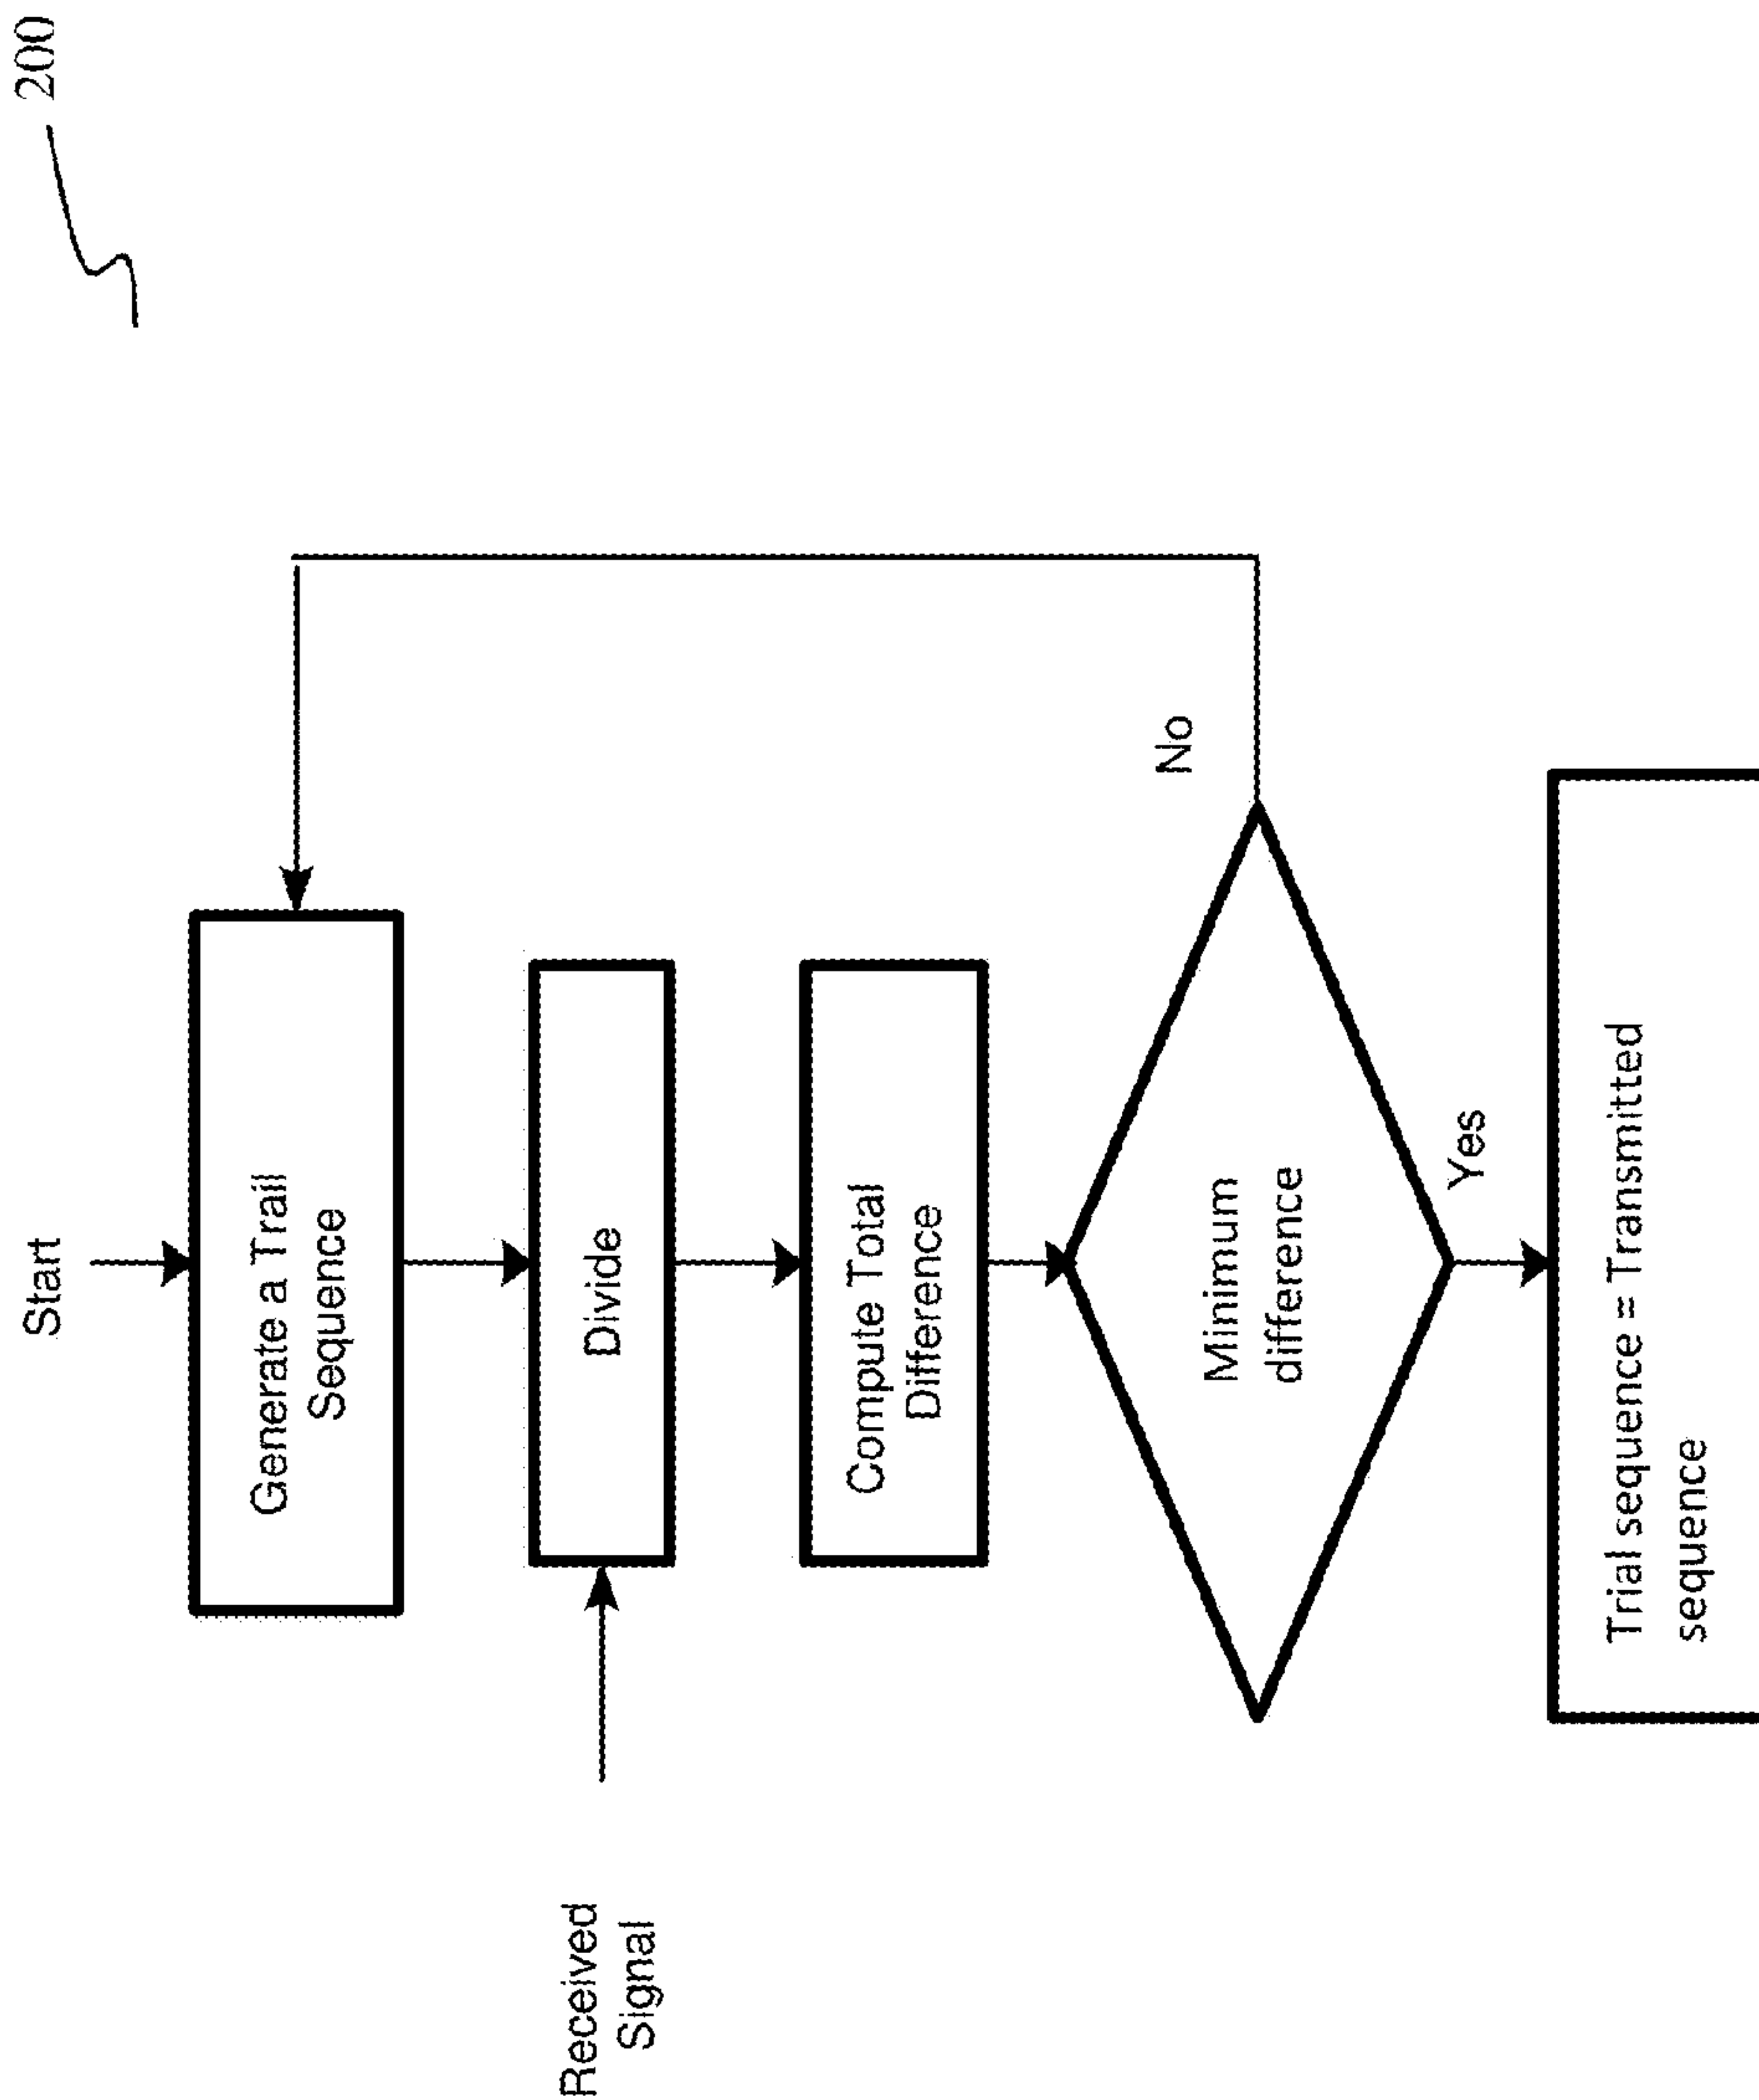 200
Start
Generate a Trail
Sequence
Received
Signal
Divide
Compute Total
Difference
Minimum
difference
No
Yes
Trial sequence = Transmitted
sequence